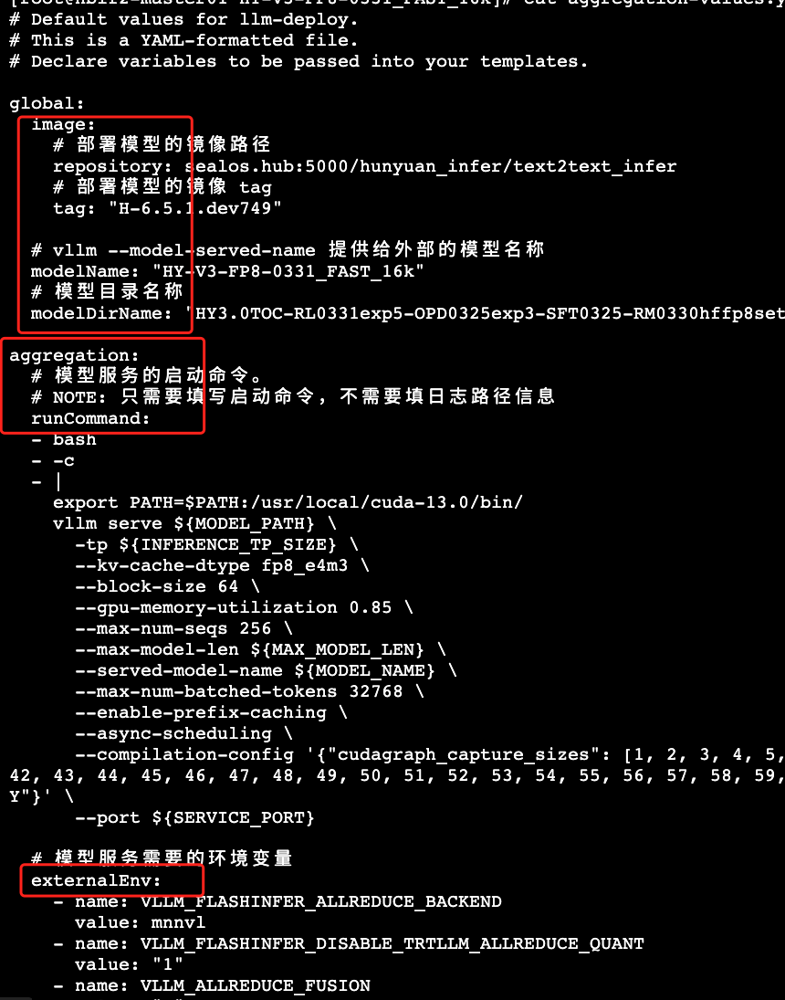 [root@hbffz-master01 HY-V3-FP8-0331_FAST_16k]# cat aggregation-values.y
# Default values for llm-deploy.
# This is a YAML-formatted file.
# Declare variables to be passed into your templates.
global:
  image:
    # 部署模型的镜像路径
    repository: sealos.hub:5000/hunyuan_infer/text2text_infer
    # 部署模型的镜像 tag
    tag: "H-6.5.1.dev749"
  # vllm --model-served-name 提供给外部的模型名称
  modelName: "HY-V3-FP8-0331_FAST_16k"
  # 模型目录名称
  modelDirName: "HY3.0TOC-RL0331exp5-OPD0325exp3-SFT0325-RM0330hffp8set
aggregation:
  # 模型服务的启动命令。
  # NOTE: 只需要填写启动命令，不需要填日志路径信息
  runCommand:
  - bash
  - -c
  - |
    export PATH=$PATH:/usr/local/cuda-13.0/bin/
    vllm serve ${MODEL_PATH} \
      -tp ${INFERENCE_TP_SIZE} \
      --kv-cache-dtype fp8_e4m3 \
      --block-size 64 \
      --gpu-memory-utilization 0.85 \
      --max-num-seqs 256 \
      --max-model-len ${MAX_MODEL_LEN} \
      --served-model-name ${MODEL_NAME} \
      --max-num-batched-tokens 32768 \
      --enable-prefix-caching \
      --async-scheduling \
      --compilation-config '{"cudagraph_capture_sizes": [1, 2, 3, 4, 5,
42, 43, 44, 45, 46, 47, 48, 49, 50, 51, 52, 53, 54, 55, 56, 57, 58, 59,
Y"}' \
      --port ${SERVICE_PORT}
  # 模型服务需要的环境变量
  externalEnv:
    - name: VLLM_FLASHINFER_ALLREDUCE_BACKEND
      value: mnnvl
    - name: VLLM_FLASHINFER_DISABLE_TRTLLM_ALLREDUCE_QUANT
      value: "1"
    - name: VLLM_ALLREDUCE_FUSION